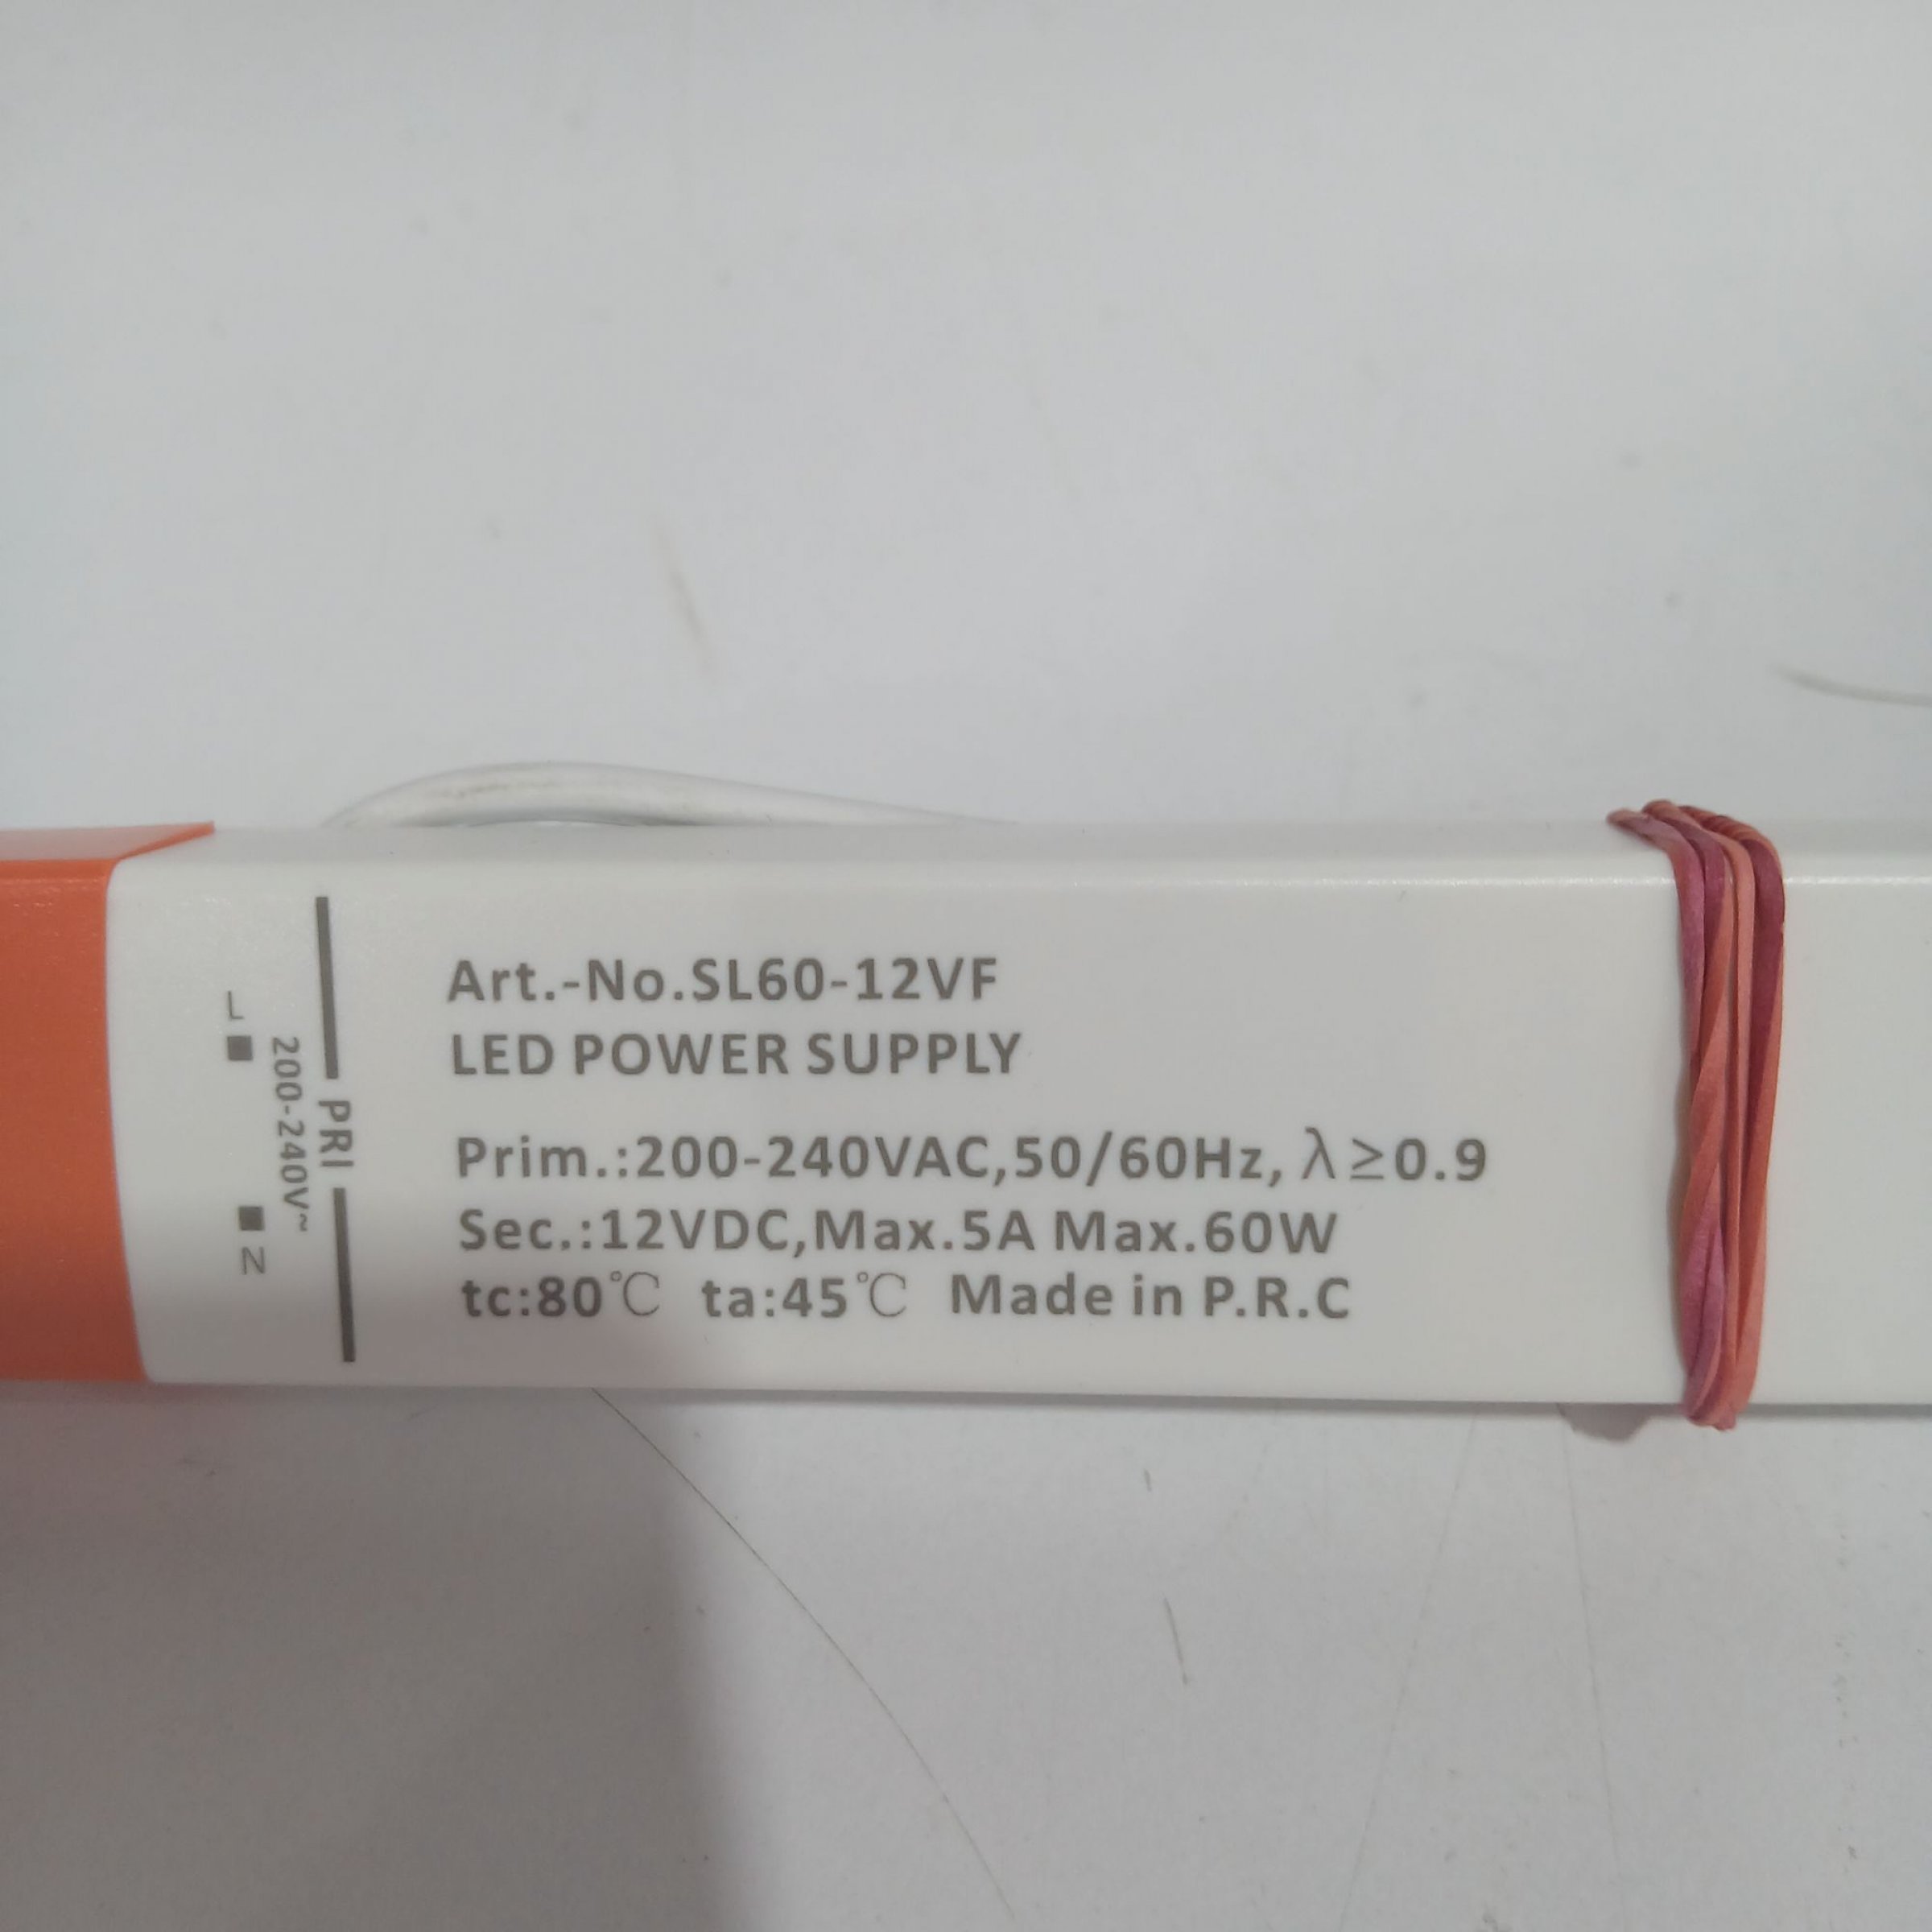 L
N
200-240V~
PRI
Art.-No.SL60-12VF
LED POWER SUPPLY
Prim.:200-240VAC,50/60Hz, λ≥0.9
Sec.:12VDC,Max.5A Max.60W
tc:80℃ ta:45℃ Made in P.R.C